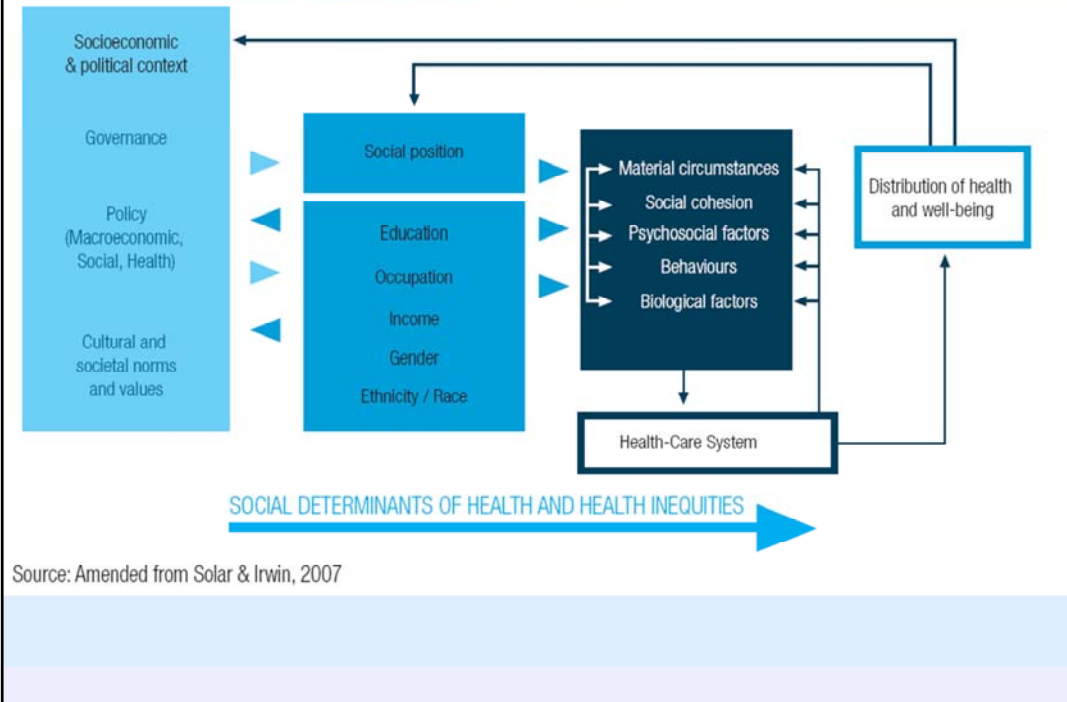 Socioeconomic
& political context
Governance
Policy
(Macroeconomic,
Social, Health)
Cultural and
societal norms
and values
Social position
Education
Occupation
Income
Gender
Ethnicity / Race
Material circumstances
Social cohesion
Psychosocial factors
Behaviours
Biological factors
Health-Care System
Distribution of health
and well-being
SOCIAL DETERMINANTS OF HEALTH AND HEALTH INEQUITIES
Source: Amended from Solar & Irwin, 2007